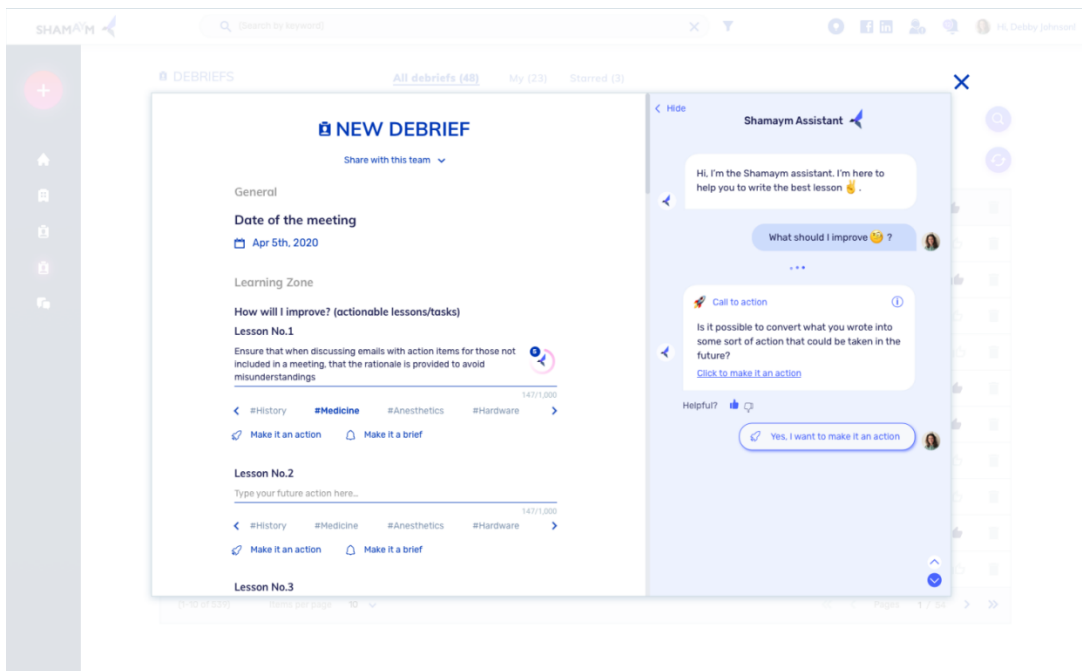 SHAMAYM
(Search by keyword)
Hi, Debby Johnson!
DEBRIEFS
All debriefs (48) My (23) Starred (3)
NEW DEBRIEF
Share with this team
General
Date of the meeting
Apr 5th, 2020
Learning Zone
How will I improve? (actionable lessons/tasks)
Lesson No.1
Ensure that when discussing emails with action items for those not
included in a meeting, that the rationale is provided to avoid
misunderstandings
147/1,000
#History #Medicine #Anesthetics #Hardware
Make it an action Make it a brief
Lesson No.2
Type your future action here...
147/1,000
#History #Medicine #Anesthetics #Hardware
Make it an action Make it a brief
Lesson No.3
Hide
Shamaym Assistant
Hi, I'm the Shamaym assistant. I'm here to
help you to write the best lesson ✌️ .
What should I improve 🧐 ?
Call to action
Is it possible to convert what you wrote into
some sort of action that could be taken in the
future?
Click to make it an action
Helpful?
Yes, I want to make it an action
Items per page 10 Pages 1 / 54